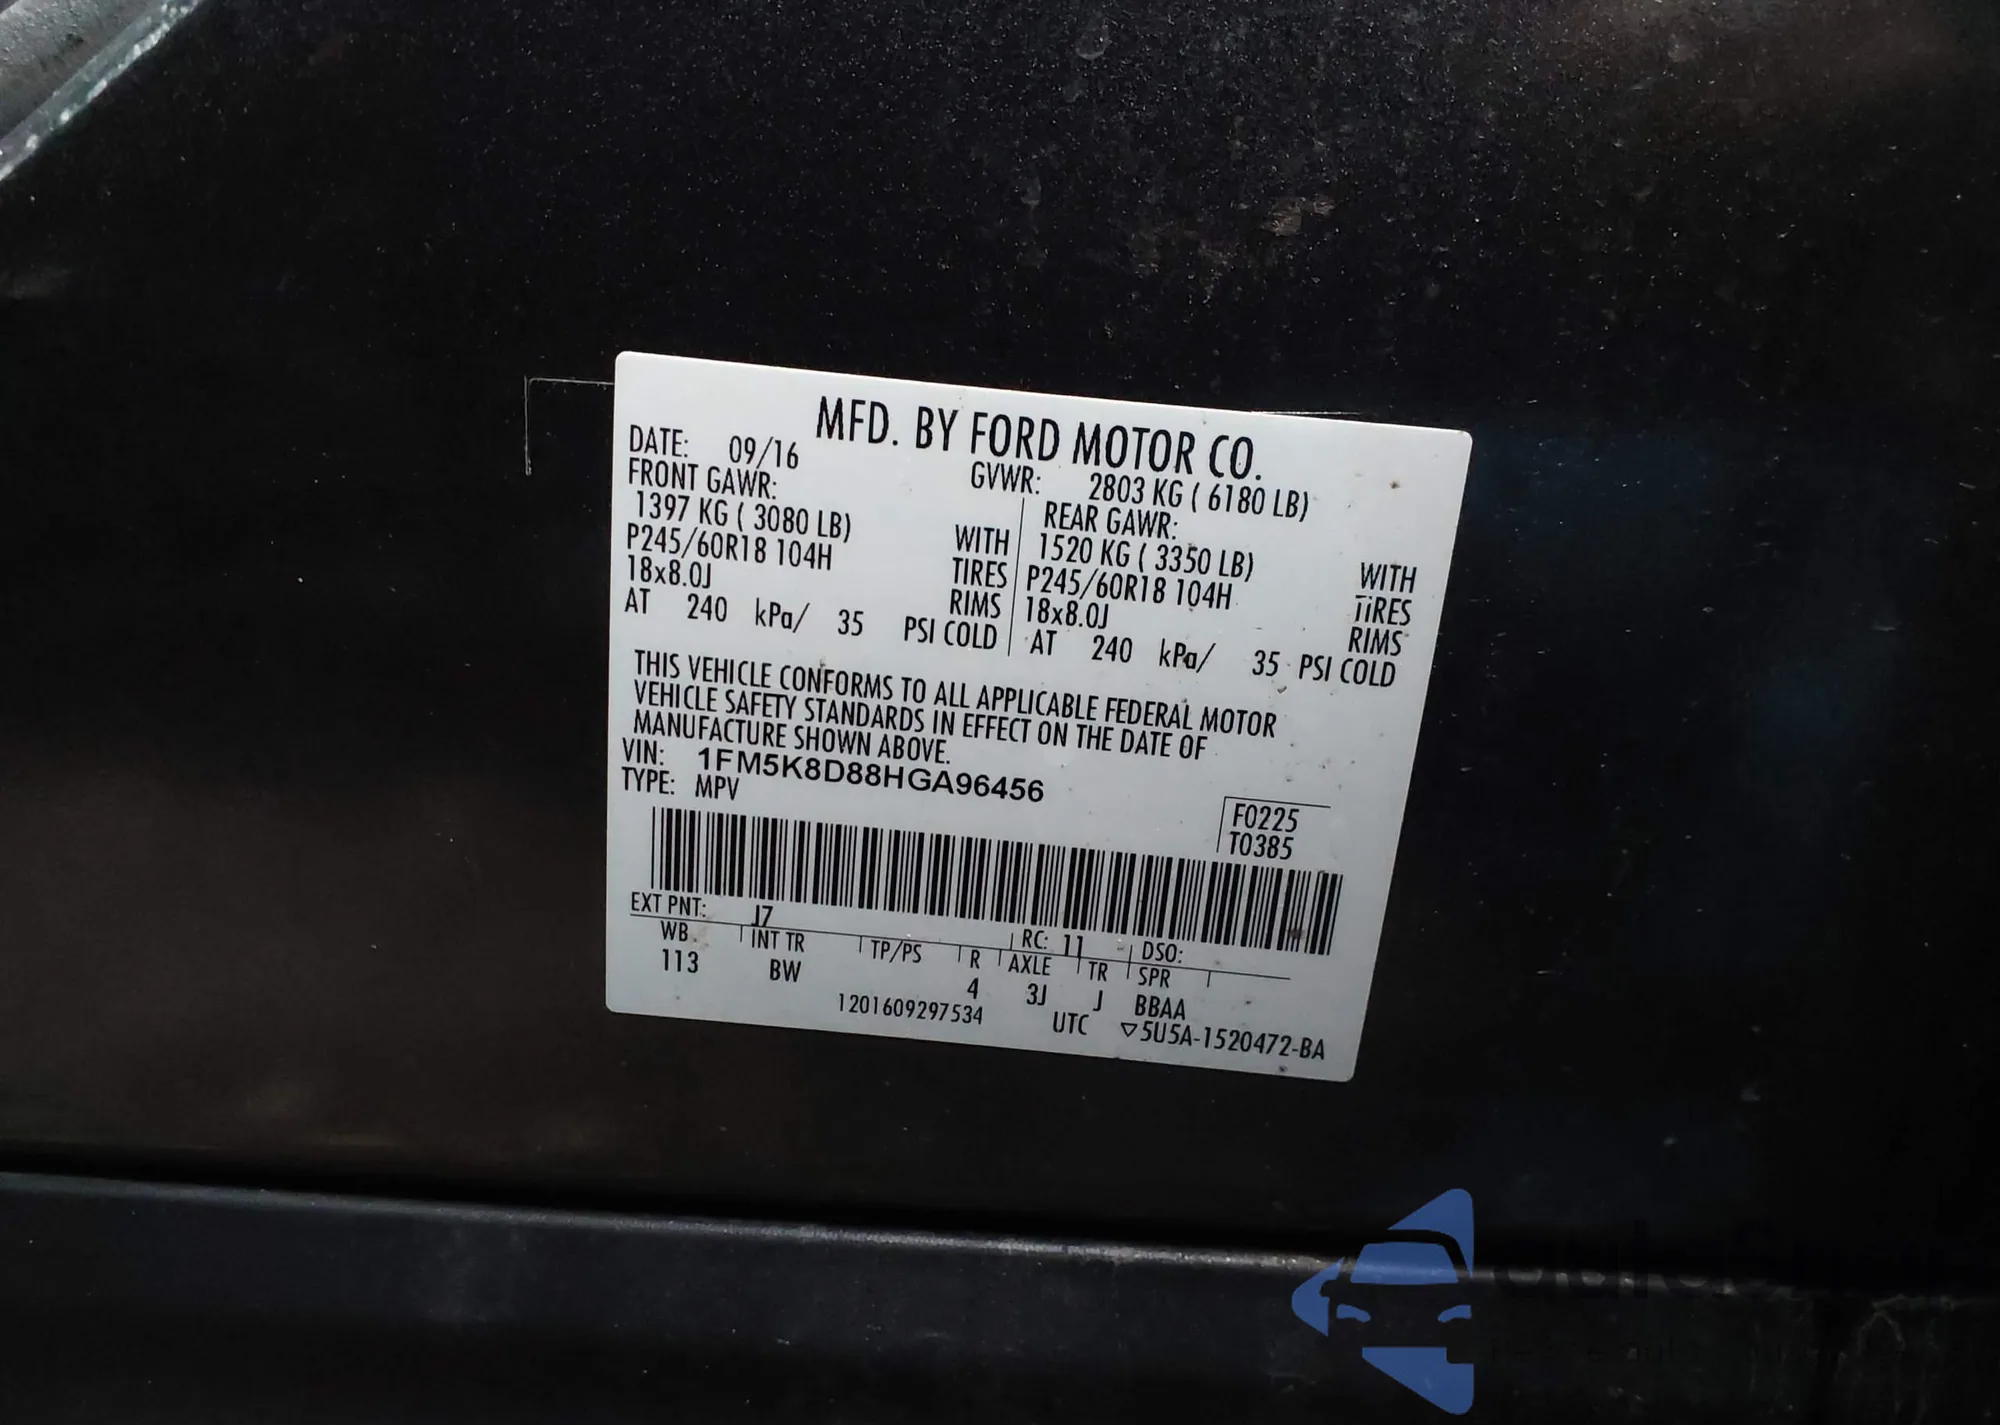 MFD. BY FORD MOTOR CO.
DATE: 09/16 GVWR: 2803 KG ( 6180 LB)
FRONT GAWR: REAR GAWR:
1397 KG ( 3080 LB) WITH 1520 KG ( 3350 LB) WITH
P245/60R18 104H TIRES P245/60R18 104H TIRES
18x8.0J RIMS 18x8.0J RIMS
AT 240 kPa/ 35 PSI COLD AT 240 kPa/ 35 PSI COLD
THIS VEHICLE CONFORMS TO ALL APPLICABLE FEDERAL MOTOR
VEHICLE SAFETY STANDARDS IN EFFECT ON THE DATE OF
MANUFACTURE SHOWN ABOVE.
VIN: 1FM5K8D88HGA96456
TYPE: MPV
F0225
T0385
EXT PNT: J7 RC: 11 DSO:
WB INT TR TP/PS R AXLE TR SPR
113 BW 4 3J J BBAA
1201609297534 UTC ▽5U5A-1520472-BA